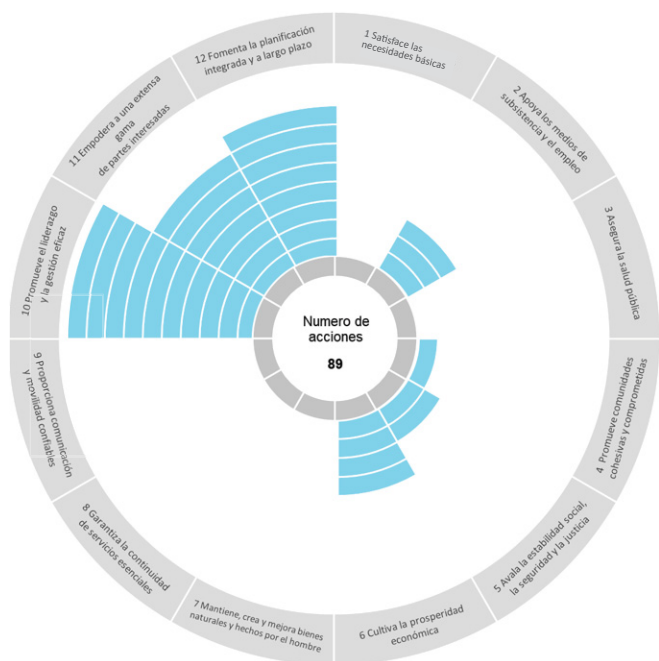 1 Satisface las
necesidades básicas
2 Apoya los medios de
subsistencia y el empleo
3 Asegura la salud pública
4 Promueve comunidades
cohesivas y comprometidas
5 Avala la estabilidad social,
la seguridad y la justicia
6 Cultiva la prosperidad
económica
7 Mantiene, crea y mejora bienes
naturales y hechos por el hombre
8 Garantiza la continuidad
de servicios esenciales
9 Proporciona comunicación
y movilidad confiables
10 Promueve el liderazgo
y la gestión eficaz
11 Empodera a una extensa
gama
de partes interesadas
12 Fomenta la planificación
integrada y a largo plazo
Numero de
acciones
89